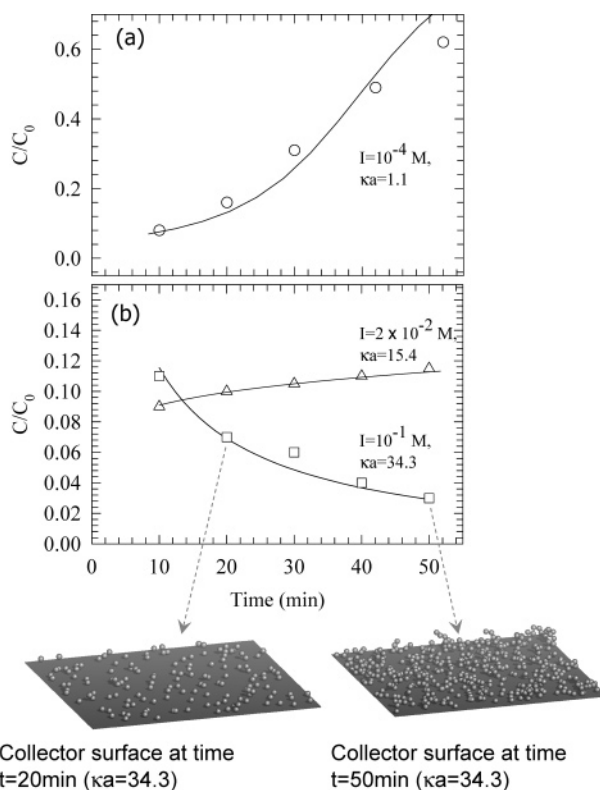 (a)
0.6
0.4
0.2
0.0
C/C₀
I=10⁻⁴ M,
κa=1.1
(b)
0.16
0.14
0.12
0.10
0.08
0.06
0.04
0.02
0.00
C/C₀
I=2 x 10⁻² M,
κa=15.4
I=10⁻¹ M,
κa=34.3
0 10 20 30 40 50
Time (min)
Collector surface at time
t=20min (κa=34.3)
Collector surface at time
t=50min (κa=34.3)